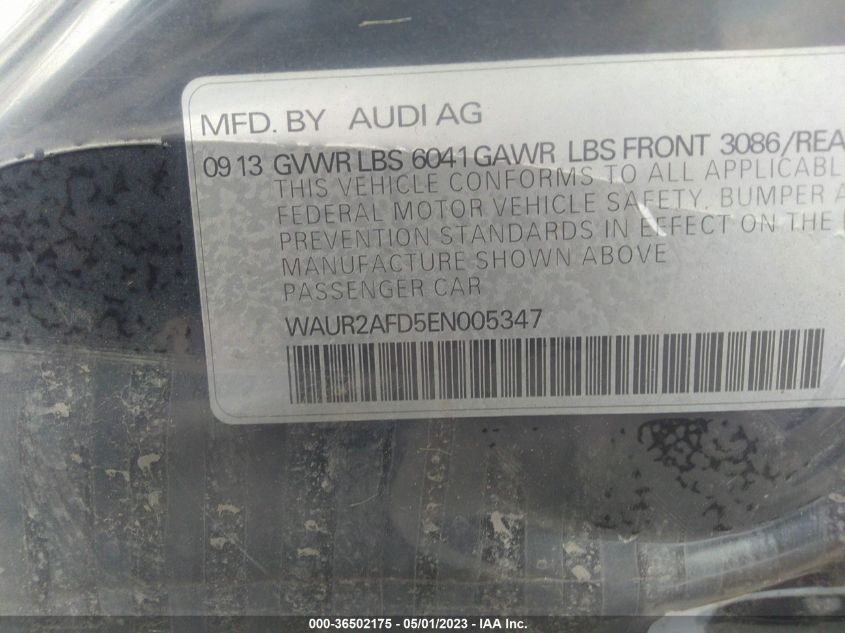 MFD. BY AUDI AG
09 13 GVWR LBS 6041 GAWR LBS FRONT 3086/REA
THIS VEHICLE CONFORMS TO ALL APPLICABLE
FEDERAL MOTOR VEHICLE SAFETY, BUMPER A
PREVENTION STANDARDS IN EFFECT ON THE
MANUFACTURE SHOWN ABOVE
PASSENGER CAR
WAUR2AFD5EN005347
000-36502175 - 05/01/2023 - © IAA Inc.